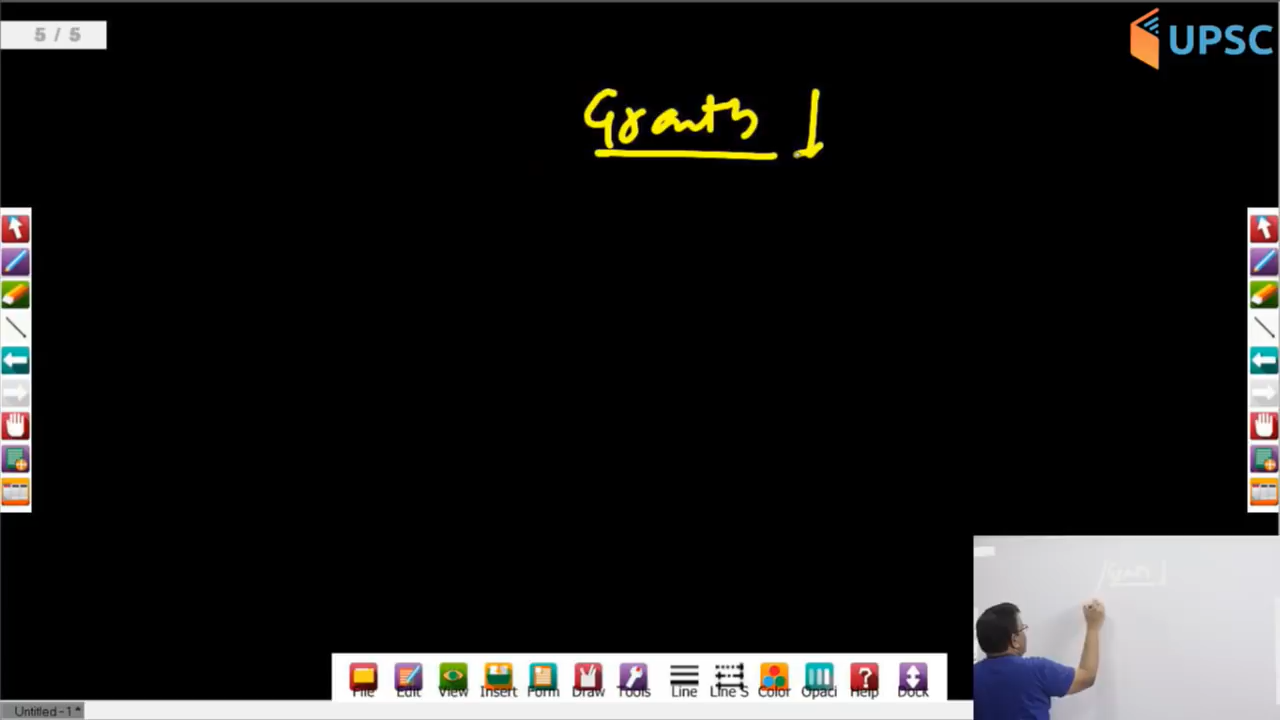 5 / 5
UPSC
Grants ↓
File Edit View Insert Form Draw Tools Line Line S Color Opaci Help Dock
Untitled - 1 *